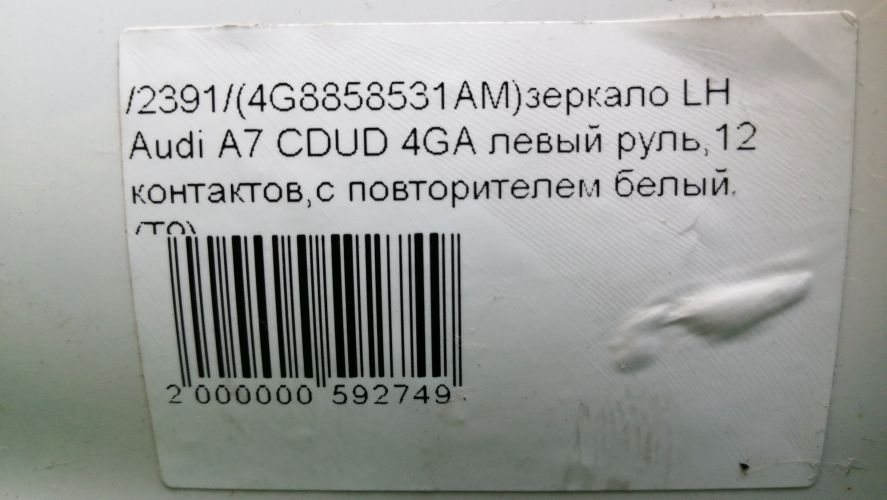 /2391/(4G8858531AM)зеркало LH
Audi A7 CDUD 4GA левый руль,12
контактов,с повторителем белый.
2 000000 592749